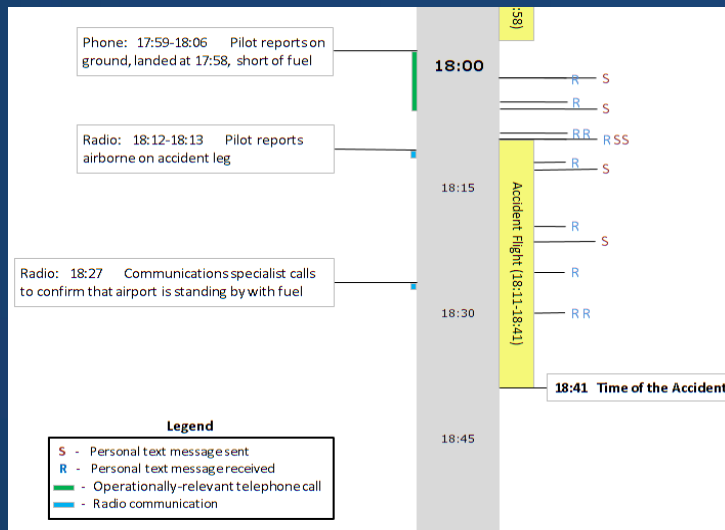 :58)
Phone: 17:59-18:06 Pilot reports on
ground, landed at 17:58, short of fuel
18:00
R S
R
S
R R
R S S
Radio: 18:12-18:13 Pilot reports
airborne on accident leg
R
S
18:15
Accident Flight (18:11-18:41)
R
S
Radio: 18:27 Communications specialist calls
to confirm that airport is standing by with fuel
R
18:30
R R
18:41 Time of the Accident
Legend
18:45
S - Personal text message sent
R - Personal text message received
- Operationally-relevant telephone call
- Radio communication